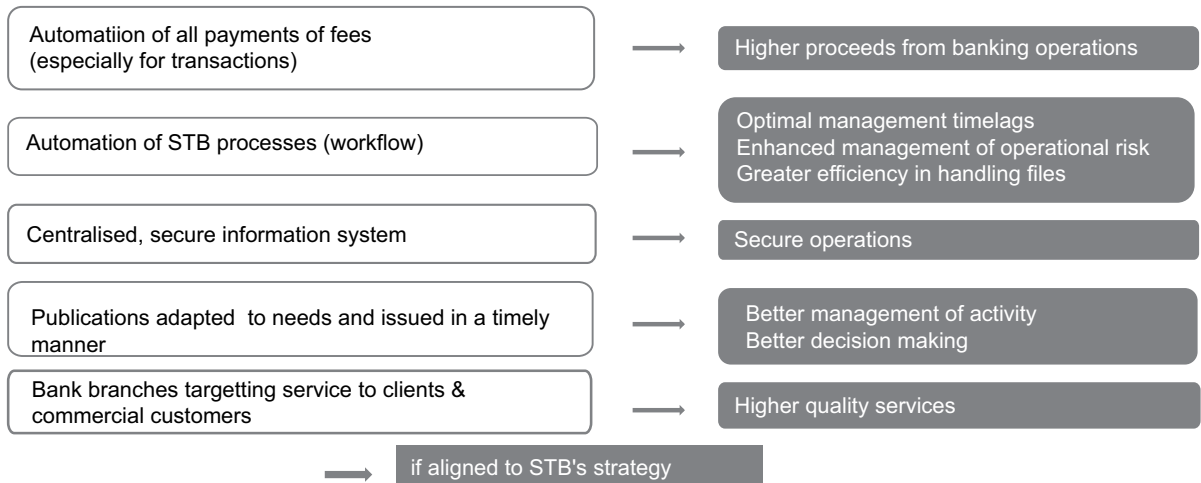 Automatiion of all payments of fees
(especially for transactions)
Higher proceeds from banking operations
Automation of STB processes (workflow)
Optimal management timelags
Enhanced management of operational risk
Greater efficiency in handling files
Centralised, secure information system
Secure operations
Publications adapted to needs and issued in a timely
manner
Better management of activity
Better decision making
Bank branches targetting service to clients &
commercial customers
Higher quality services
if aligned to STB's strategy